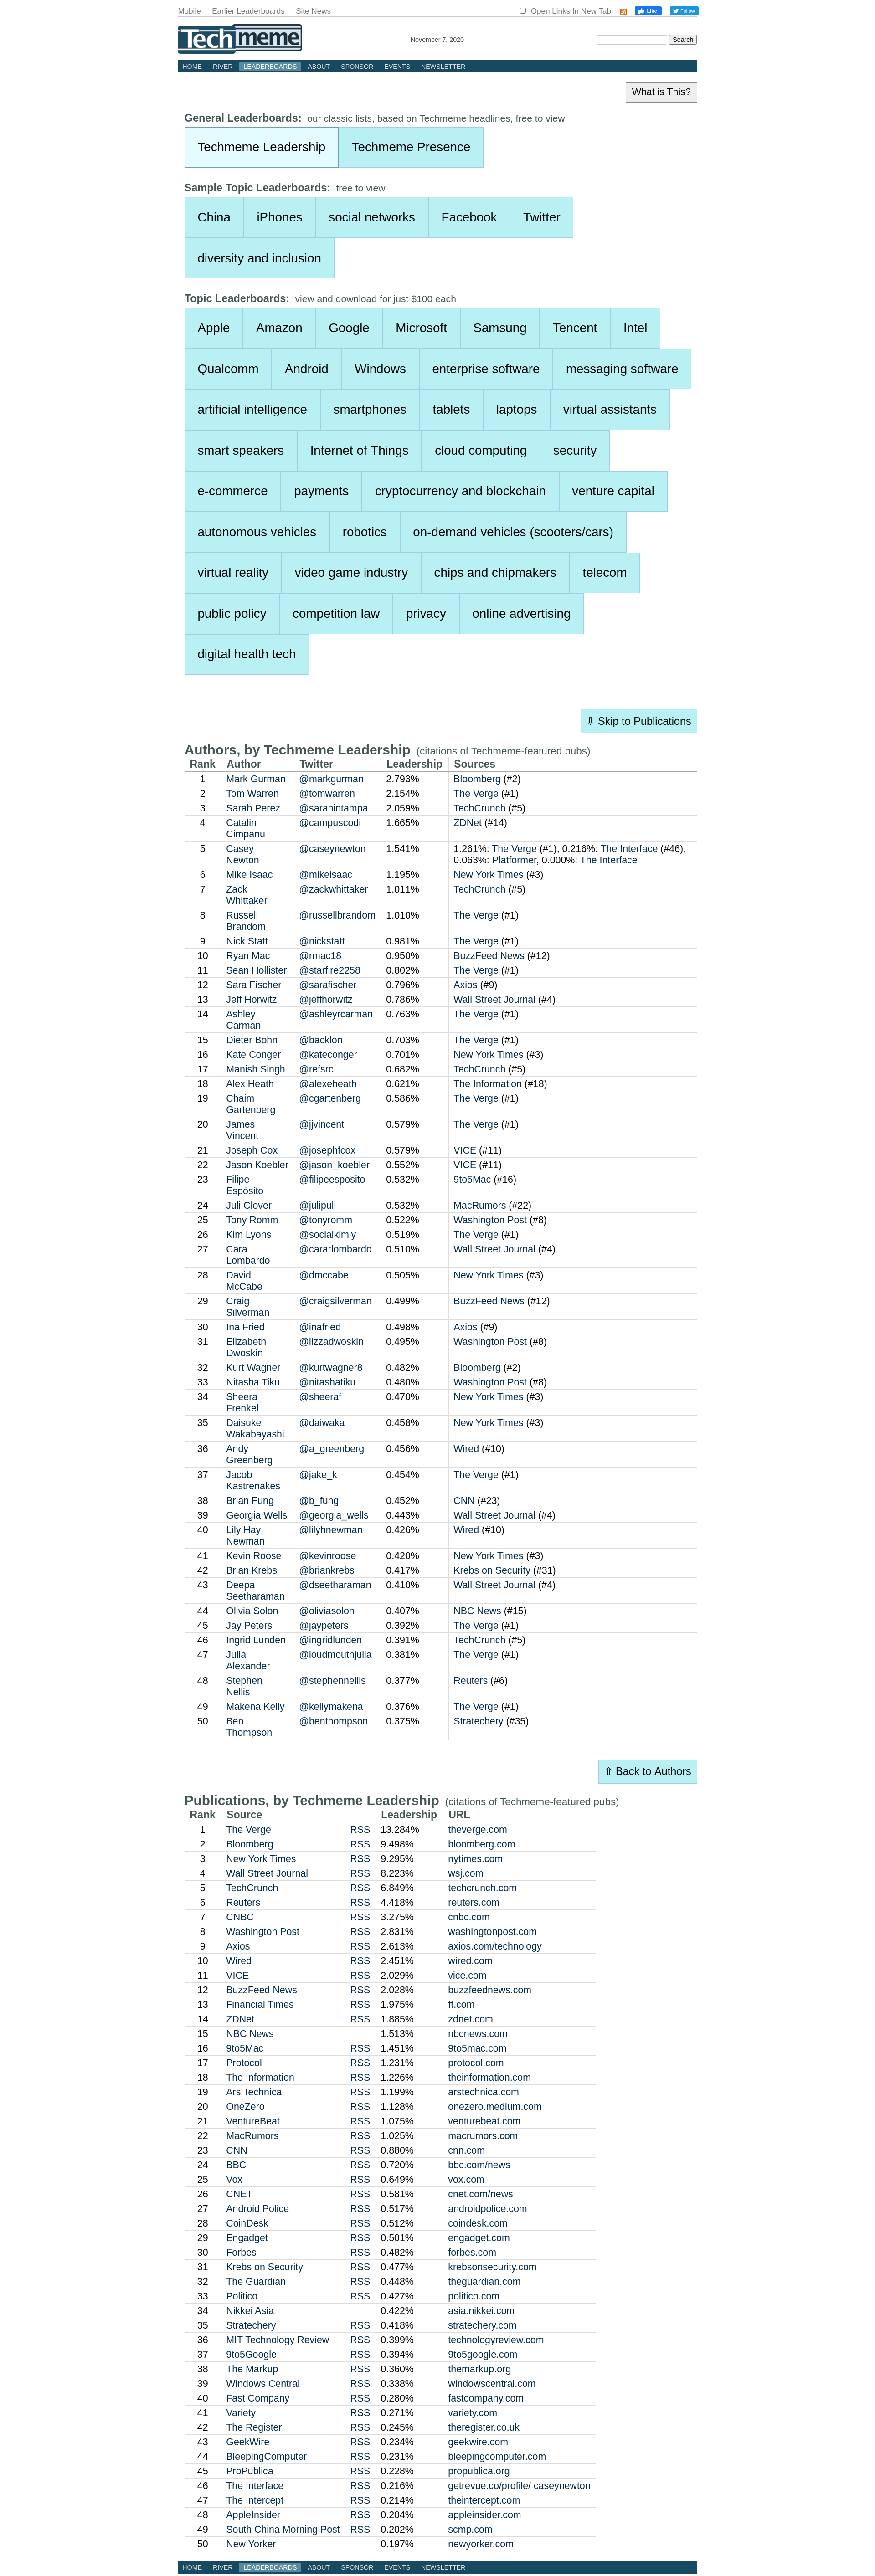 Mobile Earlier Leaderboards Site News Open Links In New Tab Like Follow
Techmeme November 7, 2020 Search
HOME RIVER LEADERBOARDS ABOUT SPONSOR EVENTS NEWSLETTER
What is This?
General Leaderboards: our classic lists, based on Techmeme headlines, free to view
Techmeme Leadership Techmeme Presence
Sample Topic Leaderboards: free to view
China iPhones social networks Facebook Twitter
diversity and inclusion
Topic Leaderboards: view and download for just $100 each
Apple Amazon Google Microsoft Samsung Tencent Intel
Qualcomm Android Windows enterprise software messaging software
artificial intelligence smartphones tablets laptops virtual assistants
smart speakers Internet of Things cloud computing security
e-commerce payments cryptocurrency and blockchain venture capital
autonomous vehicles robotics on-demand vehicles (scooters/cars)
virtual reality video game industry chips and chipmakers telecom
public policy competition law privacy online advertising
digital health tech
⇩ Skip to Publications
Authors, by Techmeme Leadership (citations of Techmeme-featured pubs)
Rank Author Twitter Leadership Sources
1 Mark Gurman @markgurman 2.793% Bloomberg (#2)
2 Tom Warren @tomwarren 2.154% The Verge (#1)
3 Sarah Perez @sarahintampa 2.059% TechCrunch (#5)
4 Catalin Cimpanu @campuscodi 1.665% ZDNet (#14)
5 Casey Newton @caseynewton 1.541% 1.261%: The Verge (#1), 0.216%: The Interface (#46),
0.063%: Platformer, 0.000%: The Interface
6 Mike Isaac @mikeisaac 1.195% New York Times (#3)
7 Zack Whittaker @zackwhittaker 1.011% TechCrunch (#5)
8 Russell Brandom @russellbrandom 1.010% The Verge (#1)
9 Nick Statt @nickstatt 0.981% The Verge (#1)
10 Ryan Mac @rmac18 0.950% BuzzFeed News (#12)
11 Sean Hollister @starfire2258 0.802% The Verge (#1)
12 Sara Fischer @sarafischer 0.796% Axios (#9)
13 Jeff Horwitz @jeffhorwitz 0.786% Wall Street Journal (#4)
14 Ashley Carman @ashleyrcarman 0.763% The Verge (#1)
15 Dieter Bohn @backlon 0.703% The Verge (#1)
16 Kate Conger @kateconger 0.701% New York Times (#3)
17 Manish Singh @refsrc 0.682% TechCrunch (#5)
18 Alex Heath @alexeheath 0.621% The Information (#18)
19 Chaim Gartenberg @cgartenberg 0.586% The Verge (#1)
20 James Vincent @jjvincent 0.579% The Verge (#1)
21 Joseph Cox @josephfcox 0.579% VICE (#11)
22 Jason Koebler @jason_koebler 0.552% VICE (#11)
23 Filipe Espósito @filipeesposito 0.532% 9to5Mac (#16)
24 Juli Clover @julipuli 0.532% MacRumors (#22)
25 Tony Romm @tonyromm 0.522% Washington Post (#8)
26 Kim Lyons @socialkimly 0.519% The Verge (#1)
27 Cara Lombardo @cararlombardo 0.510% Wall Street Journal (#4)
28 David McCabe @dmccabe 0.505% New York Times (#3)
29 Craig Silverman @craigsilverman 0.499% BuzzFeed News (#12)
30 Ina Fried @inafried 0.498% Axios (#9)
31 Elizabeth Dwoskin @lizzadwoskin 0.495% Washington Post (#8)
32 Kurt Wagner @kurtwagner8 0.482% Bloomberg (#2)
33 Nitasha Tiku @nitashatiku 0.480% Washington Post (#8)
34 Sheera Frenkel @sheeraf 0.470% New York Times (#3)
35 Daisuke Wakabayashi @daiwaka 0.458% New York Times (#3)
36 Andy Greenberg @a_greenberg 0.456% Wired (#10)
37 Jacob Kastrenakes @jake_k 0.454% The Verge (#1)
38 Brian Fung @b_fung 0.452% CNN (#23)
39 Georgia Wells @georgia_wells 0.443% Wall Street Journal (#4)
40 Lily Hay Newman @lilyhnewman 0.426% Wired (#10)
41 Kevin Roose @kevinroose 0.420% New York Times (#3)
42 Brian Krebs @briankrebs 0.417% Krebs on Security (#31)
43 Deepa Seetharaman @dseetharaman 0.410% Wall Street Journal (#4)
44 Olivia Solon @oliviasolon 0.407% NBC News (#15)
45 Jay Peters @jaypeters 0.392% The Verge (#1)
46 Ingrid Lunden @ingridlunden 0.391% TechCrunch (#5)
47 Julia Alexander @loudmouthjulia 0.381% The Verge (#1)
48 Stephen Nellis @stephennellis 0.377% Reuters (#6)
49 Makena Kelly @kellymakena 0.376% The Verge (#1)
50 Ben Thompson @benthompson 0.375% Stratechery (#35)
⇧ Back to Authors
Publications, by Techmeme Leadership (citations of Techmeme-featured pubs)
Rank Source Leadership URL
1 The Verge RSS 13.284% theverge.com
2 Bloomberg RSS 9.498% bloomberg.com
3 New York Times RSS 9.295% nytimes.com
4 Wall Street Journal RSS 8.223% wsj.com
5 TechCrunch RSS 6.849% techcrunch.com
6 Reuters RSS 4.418% reuters.com
7 CNBC RSS 3.275% cnbc.com
8 Washington Post RSS 2.831% washingtonpost.com
9 Axios RSS 2.613% axios.com/technology
10 Wired RSS 2.451% wired.com
11 VICE RSS 2.029% vice.com
12 BuzzFeed News RSS 2.028% buzzfeednews.com
13 Financial Times RSS 1.975% ft.com
14 ZDNet RSS 1.885% zdnet.com
15 NBC News 1.513% nbcnews.com
16 9to5Mac RSS 1.451% 9to5mac.com
17 Protocol RSS 1.231% protocol.com
18 The Information RSS 1.226% theinformation.com
19 Ars Technica RSS 1.199% arstechnica.com
20 OneZero RSS 1.128% onezero.medium.com
21 VentureBeat RSS 1.075% venturebeat.com
22 MacRumors RSS 1.025% macrumors.com
23 CNN RSS 0.880% cnn.com
24 BBC RSS 0.720% bbc.com/news
25 Vox RSS 0.649% vox.com
26 CNET RSS 0.581% cnet.com/news
27 Android Police RSS 0.517% androidpolice.com
28 CoinDesk RSS 0.512% coindesk.com
29 Engadget RSS 0.501% engadget.com
30 Forbes RSS 0.482% forbes.com
31 Krebs on Security RSS 0.477% krebsonsecurity.com
32 The Guardian RSS 0.448% theguardian.com
33 Politico RSS 0.427% politico.com
34 Nikkei Asia 0.422% asia.nikkei.com
35 Stratechery RSS 0.418% stratechery.com
36 MIT Technology Review RSS 0.399% technologyreview.com
37 9to5Google RSS 0.394% 9to5google.com
38 The Markup RSS 0.360% themarkup.org
39 Windows Central RSS 0.338% windowscentral.com
40 Fast Company RSS 0.280% fastcompany.com
41 Variety RSS 0.271% variety.com
42 The Register RSS 0.245% theregister.co.uk
43 GeekWire RSS 0.234% geekwire.com
44 BleepingComputer RSS 0.231% bleepingcomputer.com
45 ProPublica RSS 0.228% propublica.org
46 The Interface RSS 0.216% getrevue.co/profile/ caseynewton
47 The Intercept RSS 0.214% theintercept.com
48 AppleInsider RSS 0.204% appleinsider.com
49 South China Morning Post RSS 0.202% scmp.com
50 New Yorker 0.197% newyorker.com
HOME RIVER LEADERBOARDS ABOUT SPONSOR EVENTS NEWSLETTER